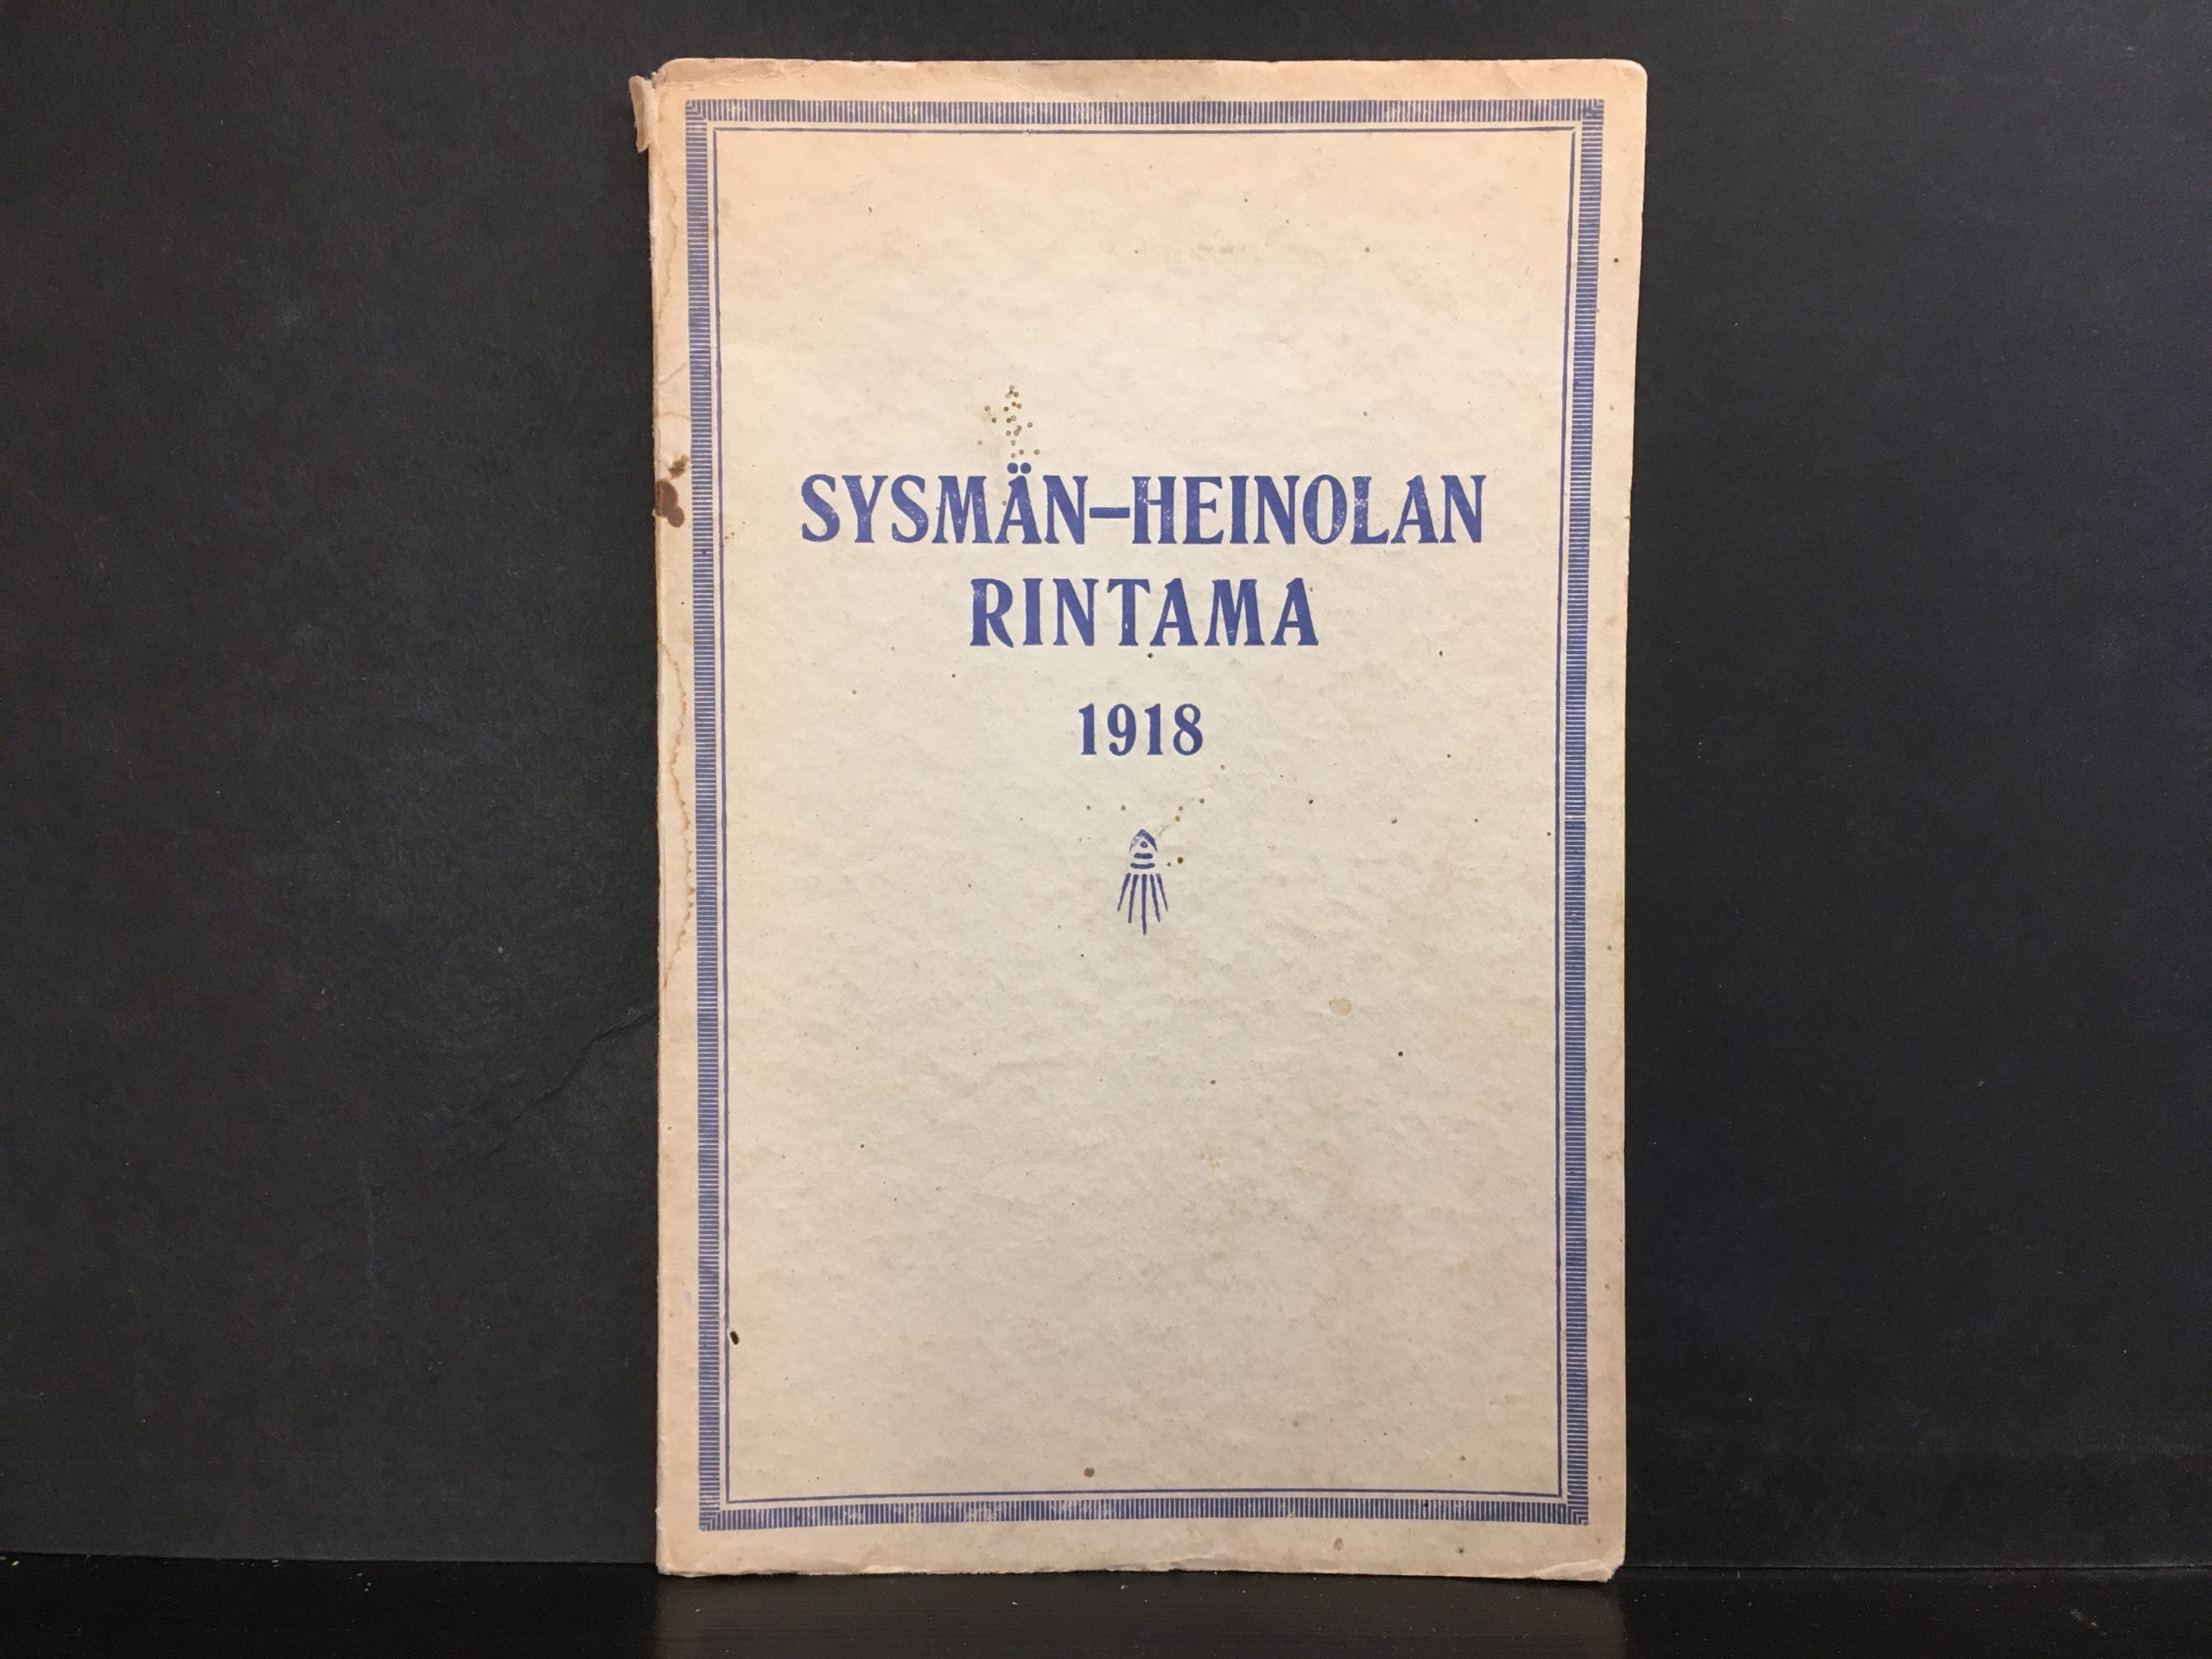 SYSMÄN–HEINOLAN
RINTAMA
1918